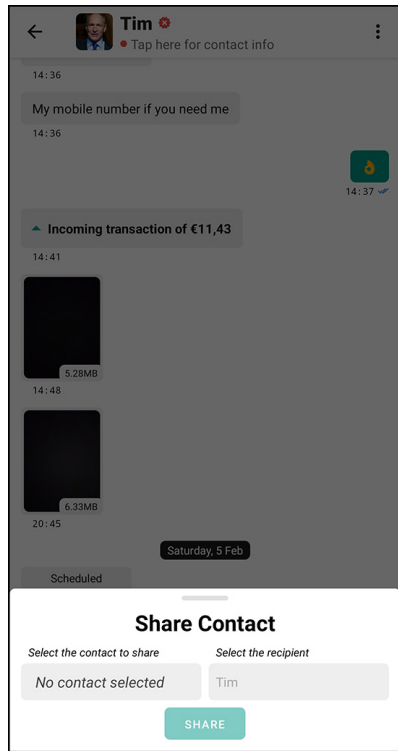 Tim
Tap here for contact info
14:36
My mobile number if you need me
14:36
14:37
Incoming transaction of €11,43
14:41
5.28MB
14:48
6.33MB
20:45
Saturday, 5 Feb
Scheduled
Share Contact
Select the contact to share
Select the recipient
No contact selected
Tim
SHARE